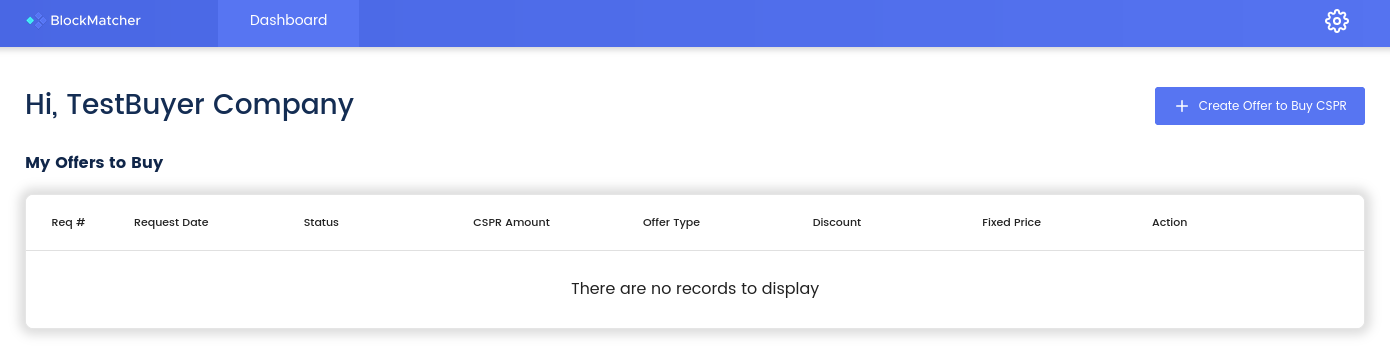 BlockMatcher Dashboard
Hi, TestBuyer Company
Create Offer to Buy CSPR
My Offers to Buy
Req # Request Date Status CSPR Amount Offer Type Discount Fixed Price Action
There are no records to display